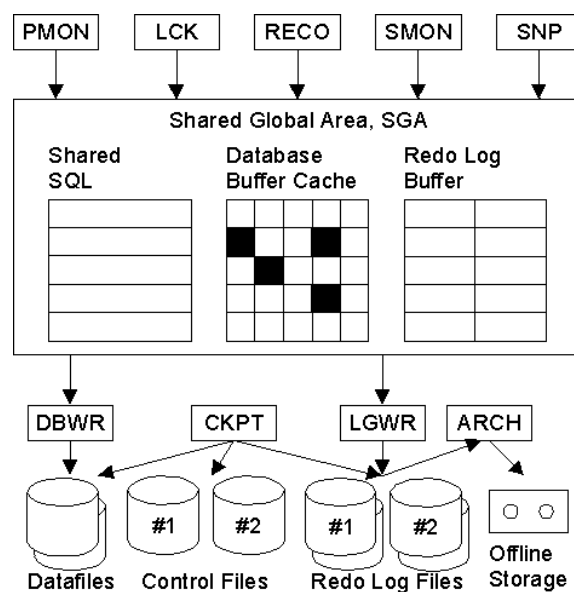 PMON
LCK
RECO
SMON
SNP
Shared Global Area, SGA
Shared
SQL
Database
Buffer Cache
Redo Log
Buffer
DBWR
CKPT
LGWR
ARCH
#1
#2
#1
#2
Datafiles
Control Files
Redo Log Files
Offline
Storage